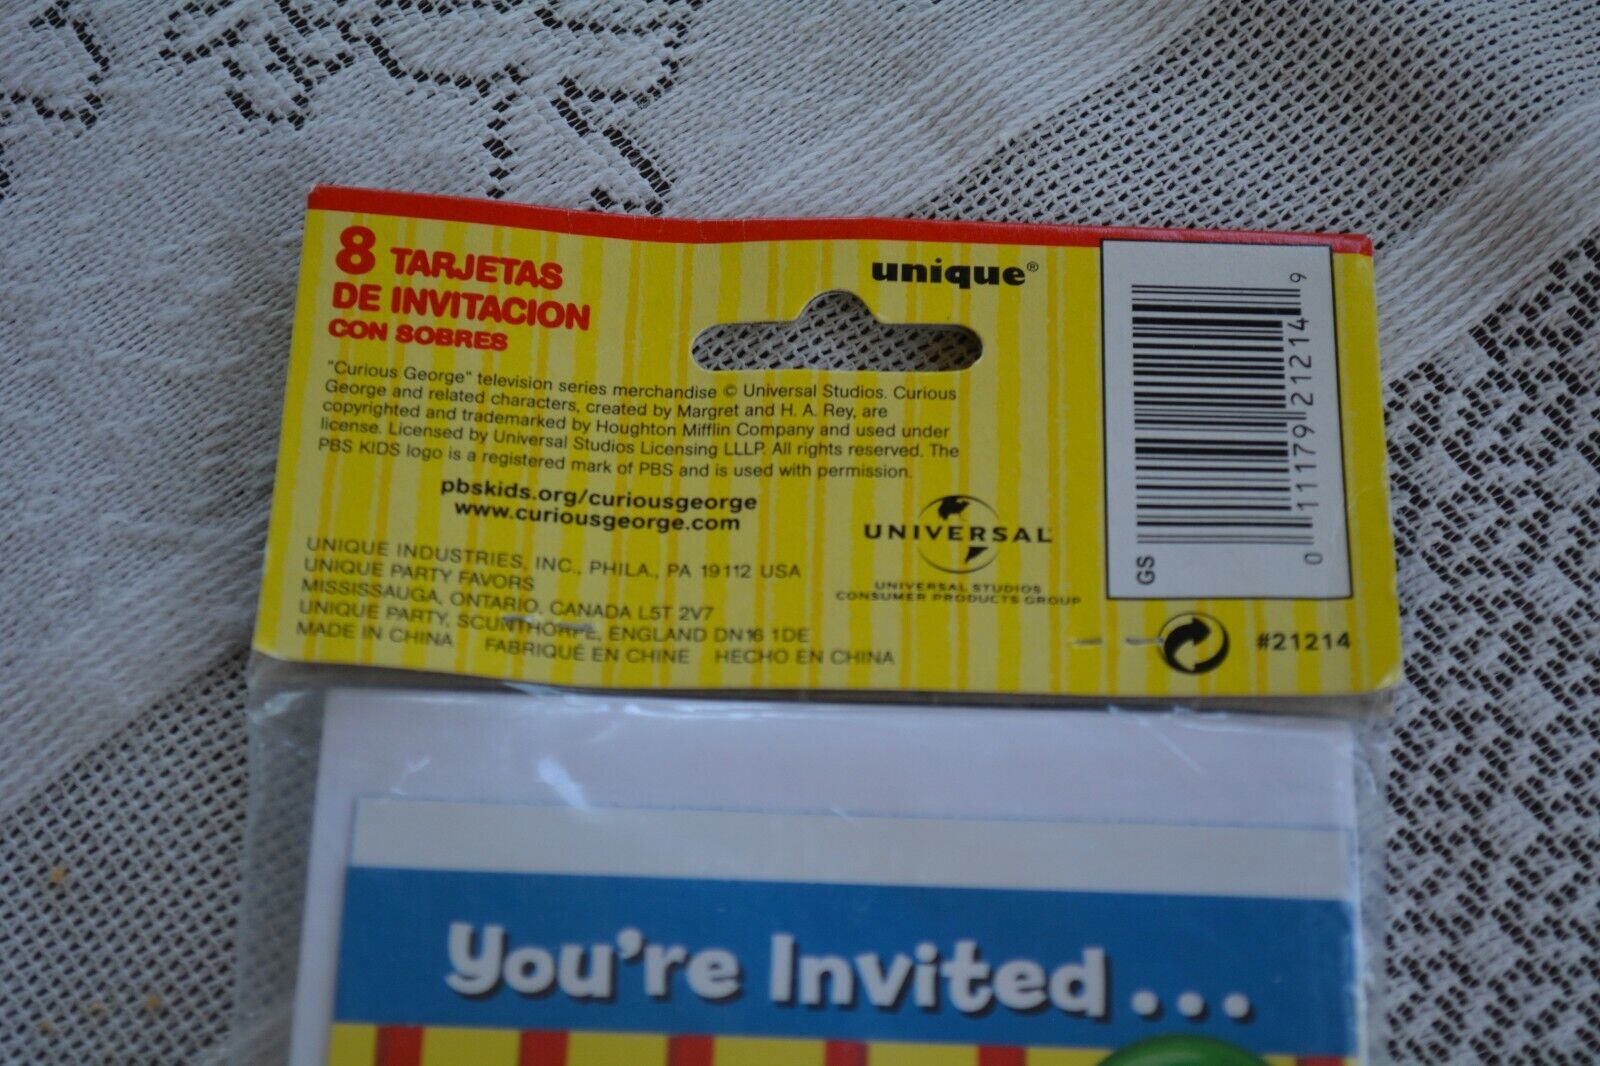 8 TARJETAS
DE INVITACION
CON SOBRES
unique®
"Curious George" television series merchandise © Universal Studios. Curious
George and related characters, created by Margret and H. A. Rey, are
copyrighted and trademarked by Houghton Mifflin Company and used under
license. Licensed by Universal Studios Licensing LLLP. All rights reserved. The
PBS KIDS logo is a registered mark of PBS and is used with permission.
pbskids.org/curiousgeorge
www.curiousgeorge.com
UNIQUE INDUSTRIES, INC., PHILA., PA 19112 USA
UNIQUE PARTY FAVORS
MISSISSAUGA, ONTARIO, CANADA L5T 2V7
UNIQUE PARTY, SCUNTHORPE, ENGLAND DN16 1DE
MADE IN CHINA FABRIQUÉ EN CHINE HECHO EN CHINA
UNIVERSAL
UNIVERSAL STUDIOS
CONSUMER PRODUCTS GROUP
GS
0 11179 21214 9
#21214
You're Invited . . .